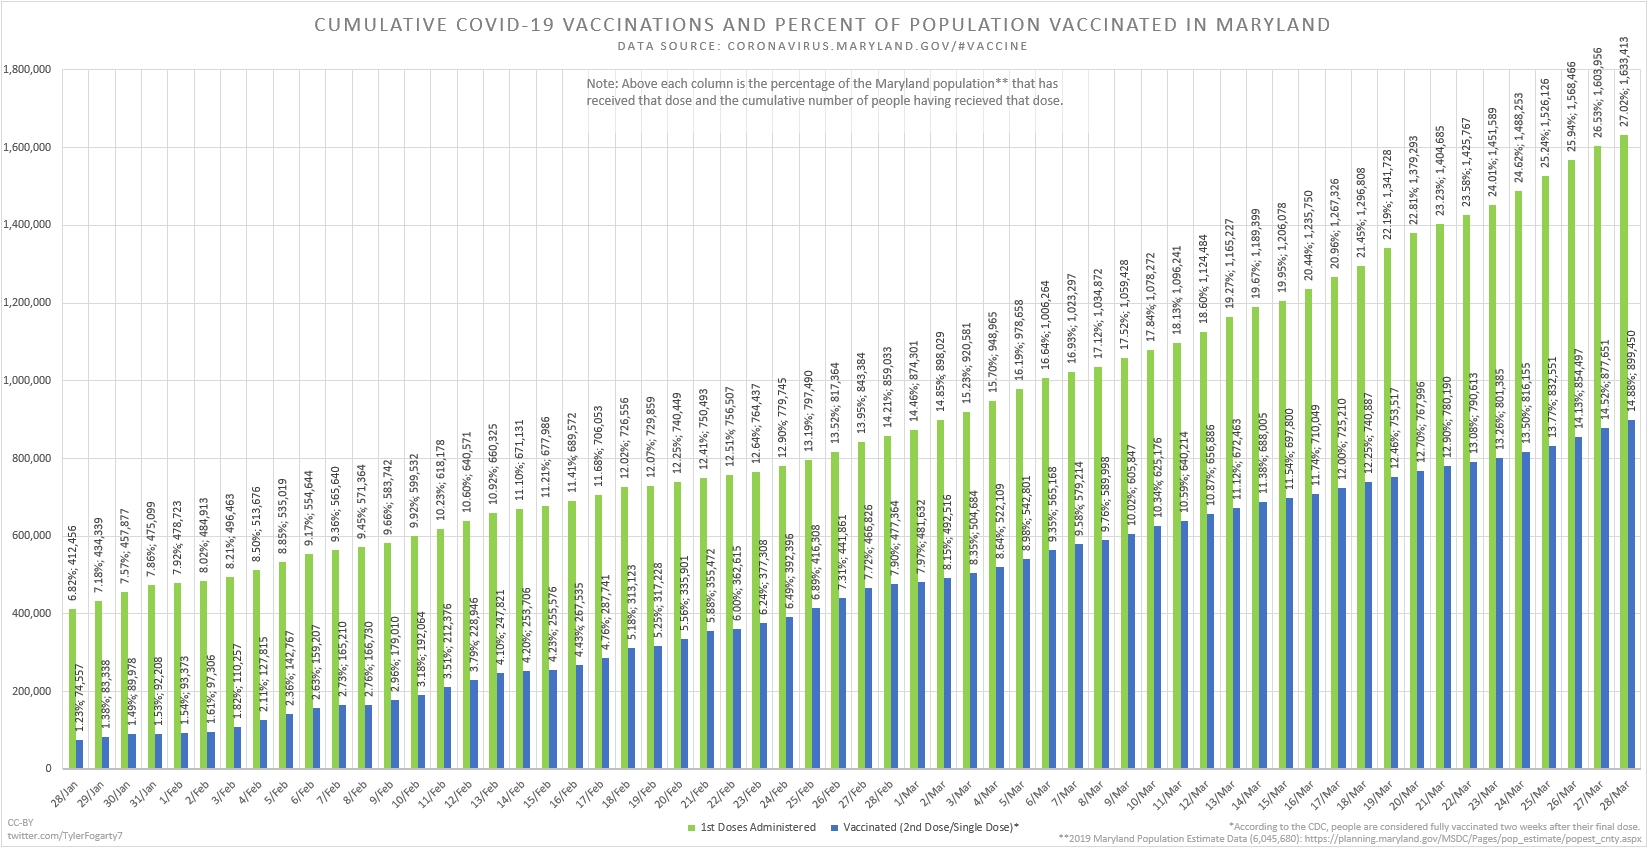 CUMULATIVE COVID-19 VACCINATIONS AND PERCENT OF POPULATION VACCINATED IN MARYLAND
DATA SOURCE: CORONAVIRUS.MARYLAND.GOV/#VACCINE
Note: Above each column is the percentage of the Maryland population** that has
received that dose and the cumulative number of people having recieved that dose.
1,800,000
1,600,000
1,400,000
1,200,000
1,000,000
800,000
600,000
400,000
200,000
0
6.82%; 412,456
1.23%; 74,557
7.18%; 434,339
1.38%; 83,338
7.57%; 457,877
1.49%; 89,978
7.86%; 475,099
1.53%; 92,208
7.92%; 478,723
1.54%; 93,373
8.02%; 484,913
1.61%; 97,306
8.21%; 496,463
1.82%; 110,257
8.50%; 513,676
2.11%; 127,815
8.85%; 535,019
2.36%; 142,767
9.17%; 554,644
2.63%; 159,207
9.36%; 565,640
2.73%; 165,210
9.45%; 571,364
2.76%; 166,730
9.66%; 583,742
2.96%; 179,010
9.92%; 599,532
3.18%; 192,064
10.23%; 618,178
3.51%; 212,376
10.60%; 640,571
3.79%; 228,946
10.92%; 660,325
4.10%; 247,821
11.10%; 671,131
4.20%; 253,706
11.21%; 677,986
4.23%; 255,576
11.41%; 689,572
4.43%; 267,535
11.68%; 706,053
4.76%; 287,741
12.02%; 726,556
5.18%; 313,123
12.07%; 729,859
5.25%; 317,228
12.25%; 740,449
5.56%; 335,901
12.41%; 750,493
5.88%; 355,472
12.51%; 756,507
6.00%; 362,615
12.64%; 764,437
6.24%; 377,308
12.90%; 779,745
6.49%; 392,396
13.19%; 797,490
6.89%; 416,308
13.52%; 817,364
7.31%; 441,861
13.95%; 843,384
7.72%; 466,826
14.21%; 859,033
7.90%; 477,364
14.46%; 874,301
7.97%; 481,632
14.85%; 898,029
8.15%; 492,516
15.23%; 920,581
8.35%; 504,684
15.70%; 948,965
8.64%; 522,109
16.19%; 978,658
8.98%; 542,801
16.64%; 1,006,264
9.35%; 565,168
16.93%; 1,023,297
9.58%; 579,214
17.12%; 1,034,872
9.76%; 589,998
17.52%; 1,059,428
10.02%; 605,847
17.84%; 1,078,272
10.34%; 625,176
18.13%; 1,096,241
10.59%; 640,214
18.60%; 1,124,484
10.87%; 656,886
19.27%; 1,165,227
11.12%; 672,463
19.67%; 1,189,399
11.38%; 688,005
19.95%; 1,206,078
11.54%; 697,800
20.44%; 1,235,750
11.74%; 710,049
20.96%; 1,267,326
12.00%; 725,210
21.45%; 1,296,808
12.25%; 740,887
22.19%; 1,341,728
12.46%; 753,517
22.81%; 1,379,293
12.70%; 767,996
23.23%; 1,404,685
12.90%; 780,190
23.58%; 1,425,767
13.08%; 790,613
24.01%; 1,451,589
13.26%; 801,385
24.62%; 1,488,253
13.50%; 816,155
25.24%; 1,526,126
13.77%; 832,551
25.94%; 1,568,466
14.13%; 854,497
26.53%; 1,603,956
14.52%; 877,651
27.02%; 1,633,413
14.88%; 899,450
28/Jan
29/Jan
30/Jan
31/Jan
1/Feb
2/Feb
3/Feb
4/Feb
5/Feb
6/Feb
7/Feb
8/Feb
9/Feb
10/Feb
11/Feb
12/Feb
13/Feb
14/Feb
15/Feb
16/Feb
17/Feb
18/Feb
19/Feb
20/Feb
21/Feb
22/Feb
23/Feb
24/Feb
25/Feb
26/Feb
27/Feb
28/Feb
1/Mar
2/Mar
3/Mar
4/Mar
5/Mar
6/Mar
7/Mar
8/Mar
9/Mar
10/Mar
11/Mar
12/Mar
13/Mar
14/Mar
15/Mar
16/Mar
17/Mar
18/Mar
19/Mar
20/Mar
21/Mar
22/Mar
23/Mar
24/Mar
25/Mar
26/Mar
27/Mar
28/Mar
1st Doses Administered
Vaccinated (2nd Dose/Single Dose)*
CC-BY
twitter.com/TylerFogarty7
*According to the CDC, people are considered fully vaccinated two weeks after their final dose.
**2019 Maryland Population Estimate Data (6,045,680): https://planning.maryland.gov/MSDC/Pages/pop_estimate/popest_cnty.aspx